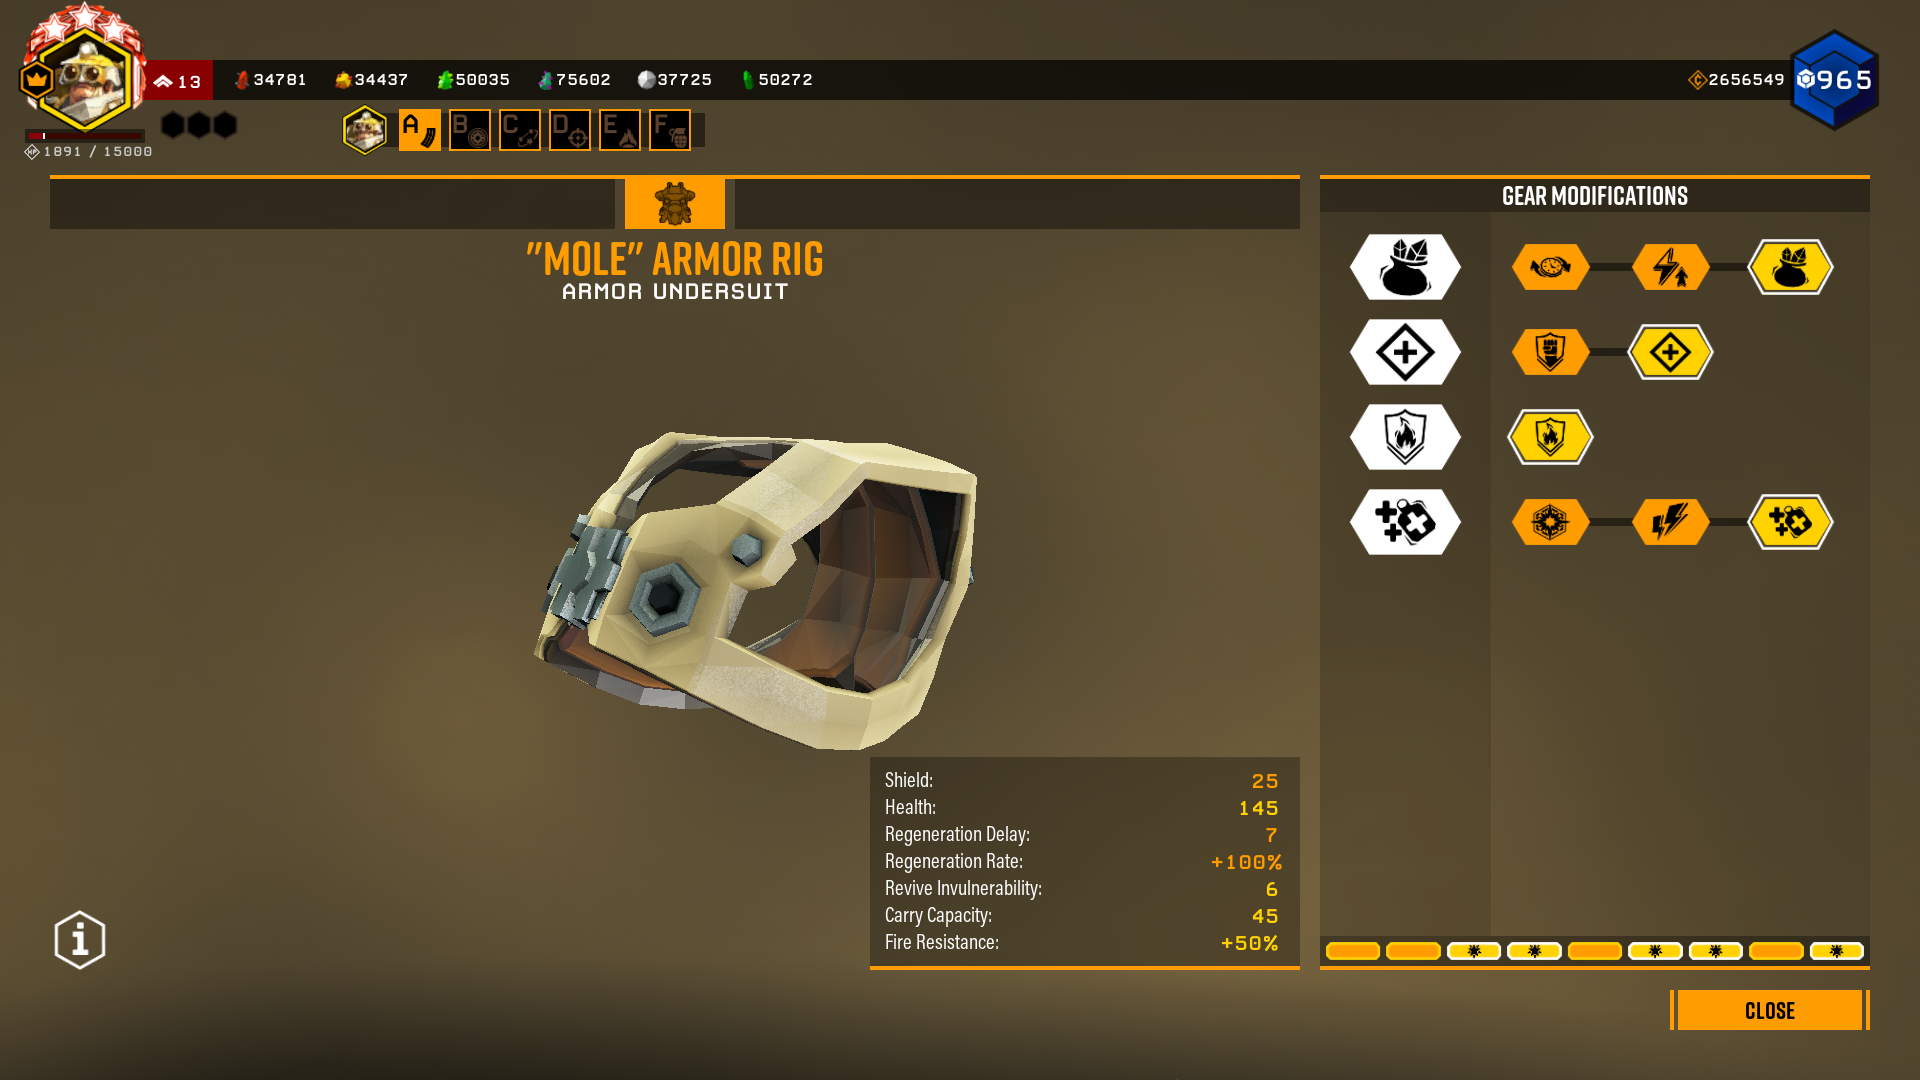 13
34781
34437
50035
75602
37725
50272
2656549
965
1891 / 15000
A
B
C
D
E
F
"MOLE" ARMOR RIG
ARMOR UNDERSUIT
GEAR MODIFICATIONS
Shield: 25
Health: 145
Regeneration Delay: 7
Regeneration Rate: +100%
Revive Invulnerability: 6
Carry Capacity: 45
Fire Resistance: +50%
CLOSE